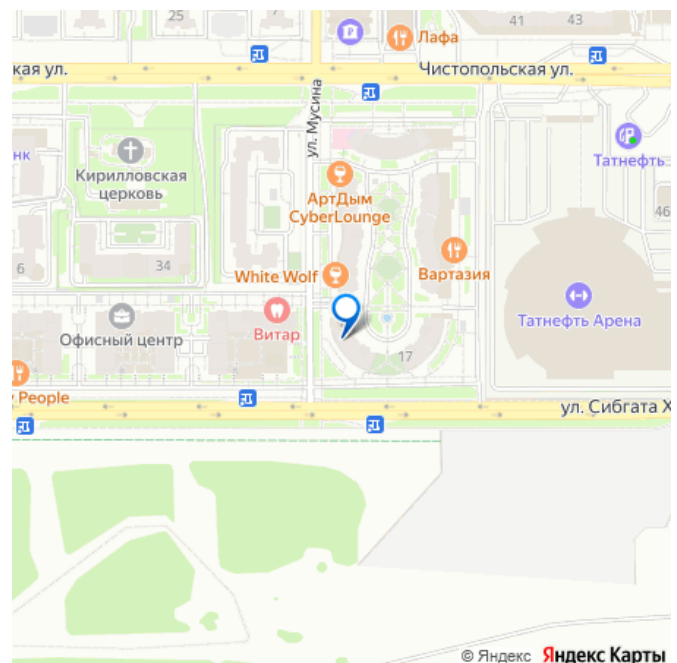 25
41
43
Лафа
кая ул.
Чистопольская ул.
ул. Мусина
нк
Кирилловская
церковь
Татнефть
АртДым
CyberLounge
46
White Wolf
Вартазия
6
34
Татнефть Арена
Офисный центр
Витар
17
y People
ул. Сибгата Х
© Яндекс Яндекс Карты